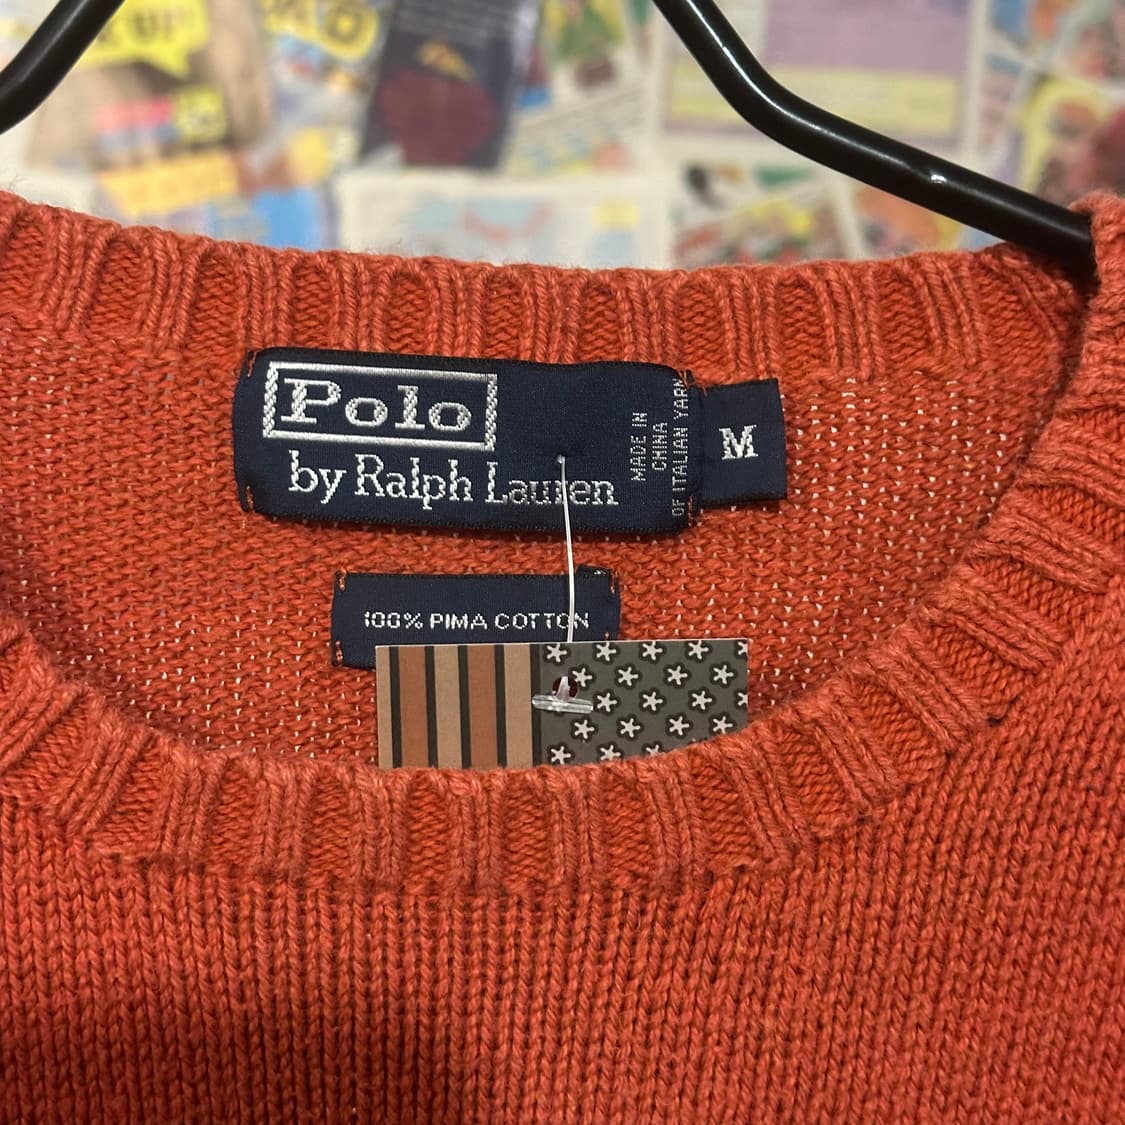 Polo
by Ralph Lauren
MADE IN
CHINA
OF ITALIAN YARN
M
100% PIMA COTTON